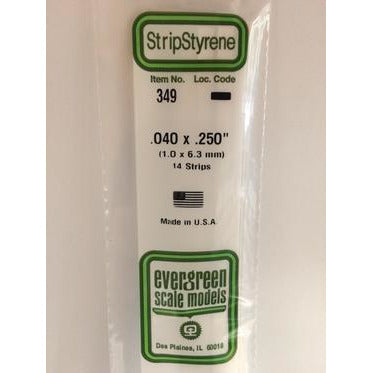 StripStyrene
Item No. Loc. Code
349
.040 x .250"
(1.0 x 6.3 mm)
14 Strips
Made in U.S.A.
evergreen
scale models
Des Plaines, IL 60018